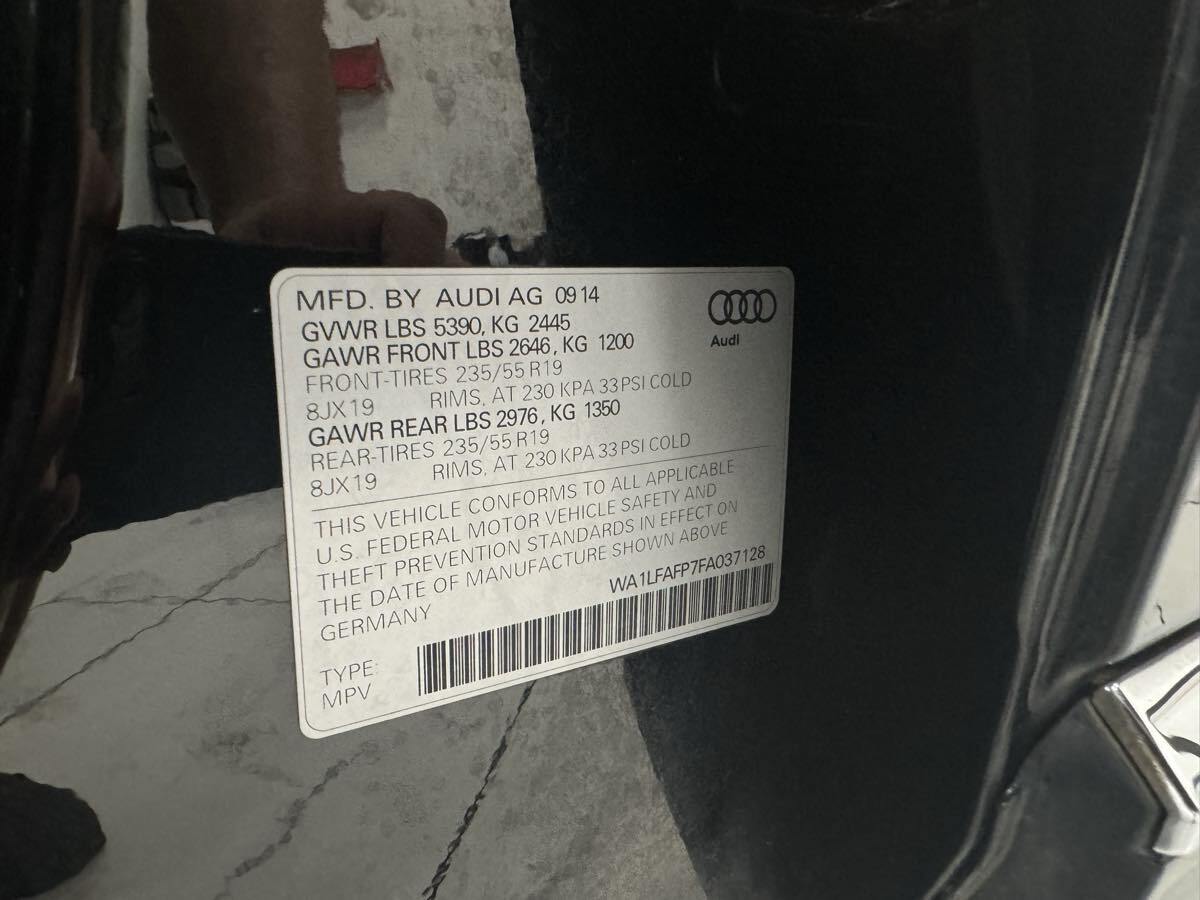 MFD. BY AUDI AG 09 14
GVWR LBS 5390, KG 2445
GAWR FRONT LBS 2646, KG 1200
FRONT-TIRES 235/55 R19
8JX19 RIMS, AT 230 KPA 33 PSI COLD
GAWR REAR LBS 2976, KG 1350
REAR-TIRES 235/55 R19
8JX19 RIMS, AT 230 KPA 33 PSI COLD
Audi
THIS VEHICLE CONFORMS TO ALL APPLICABLE
U.S. FEDERAL MOTOR VEHICLE SAFETY AND
THEFT PREVENTION STANDARDS IN EFFECT ON
THE DATE OF MANUFACTURE SHOWN ABOVE
GERMANY
WA1LFAFP7FA037128
TYPE:
MPV